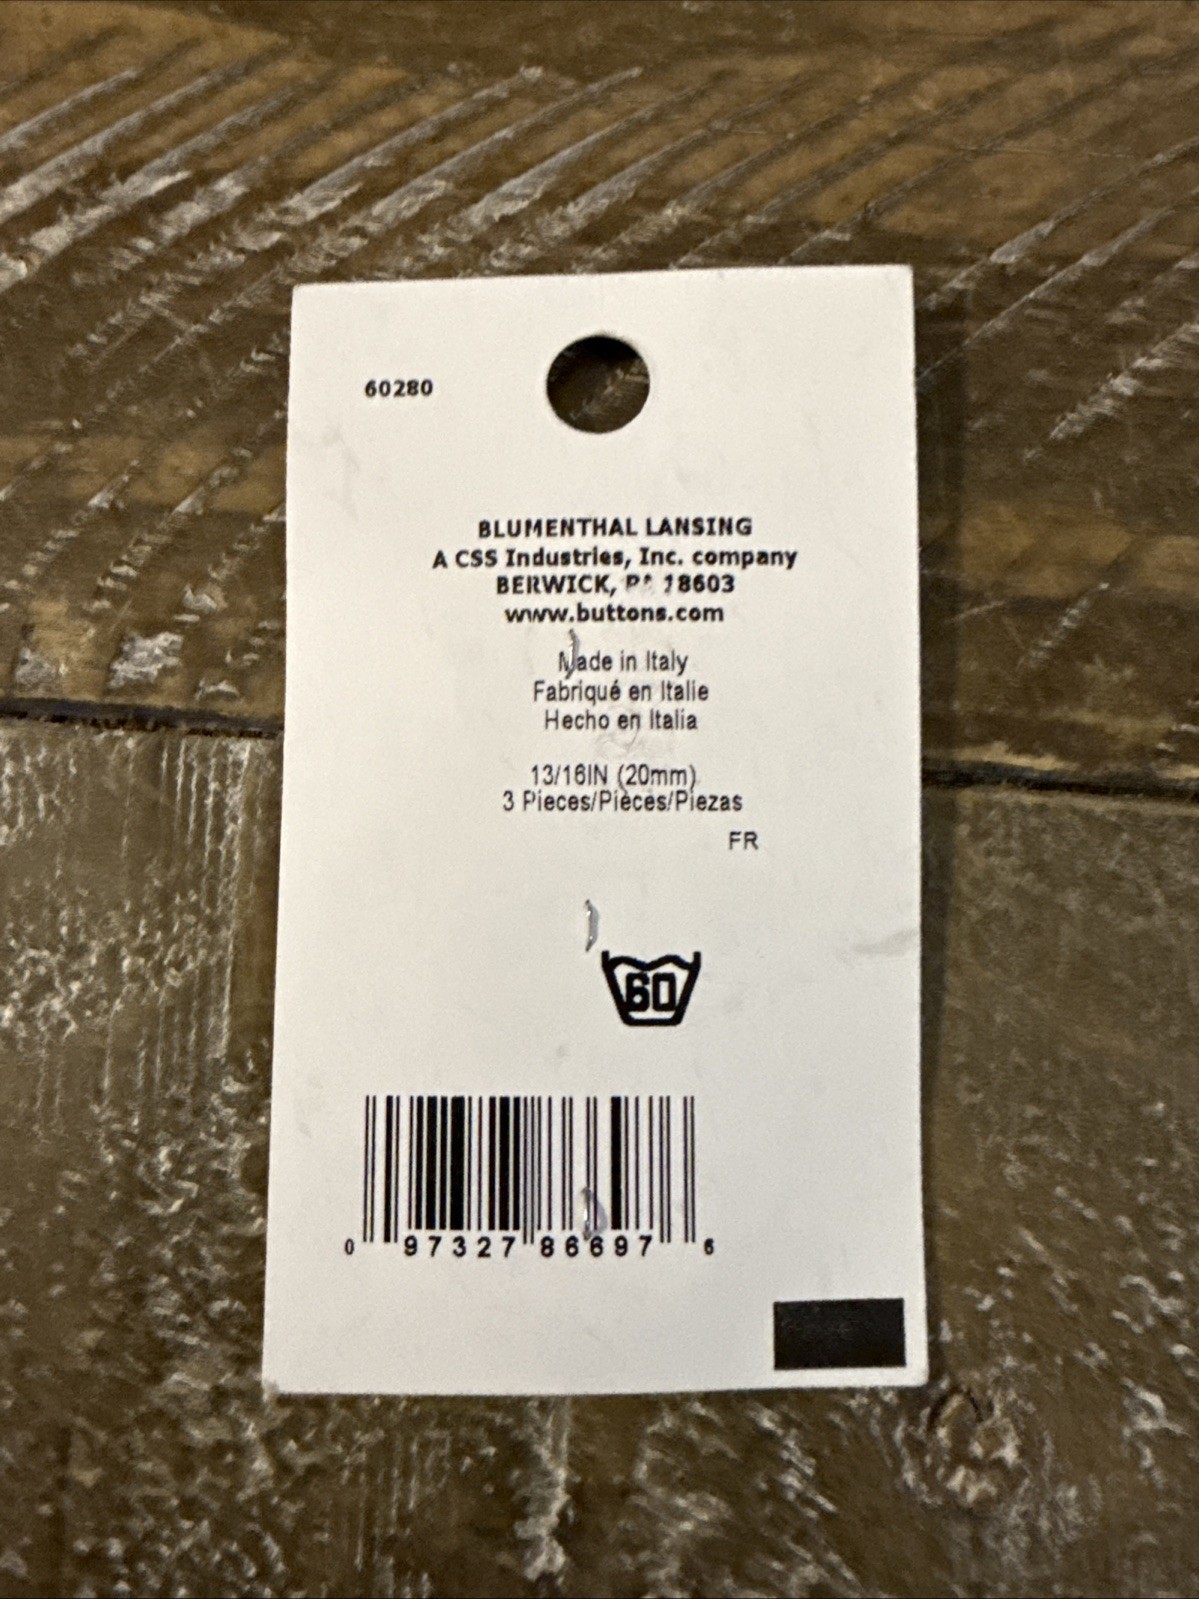 60280
BLUMENTHAL LANSING
A CSS Industries, Inc. company
BERWICK, PA 18603
www.buttons.com
Made in Italy
Fabriqué en Italie
Hecho en Italia
13/16IN (20mm)
3 Pieces/Pièces/Piezas
FR
60
0 97327 86697 6